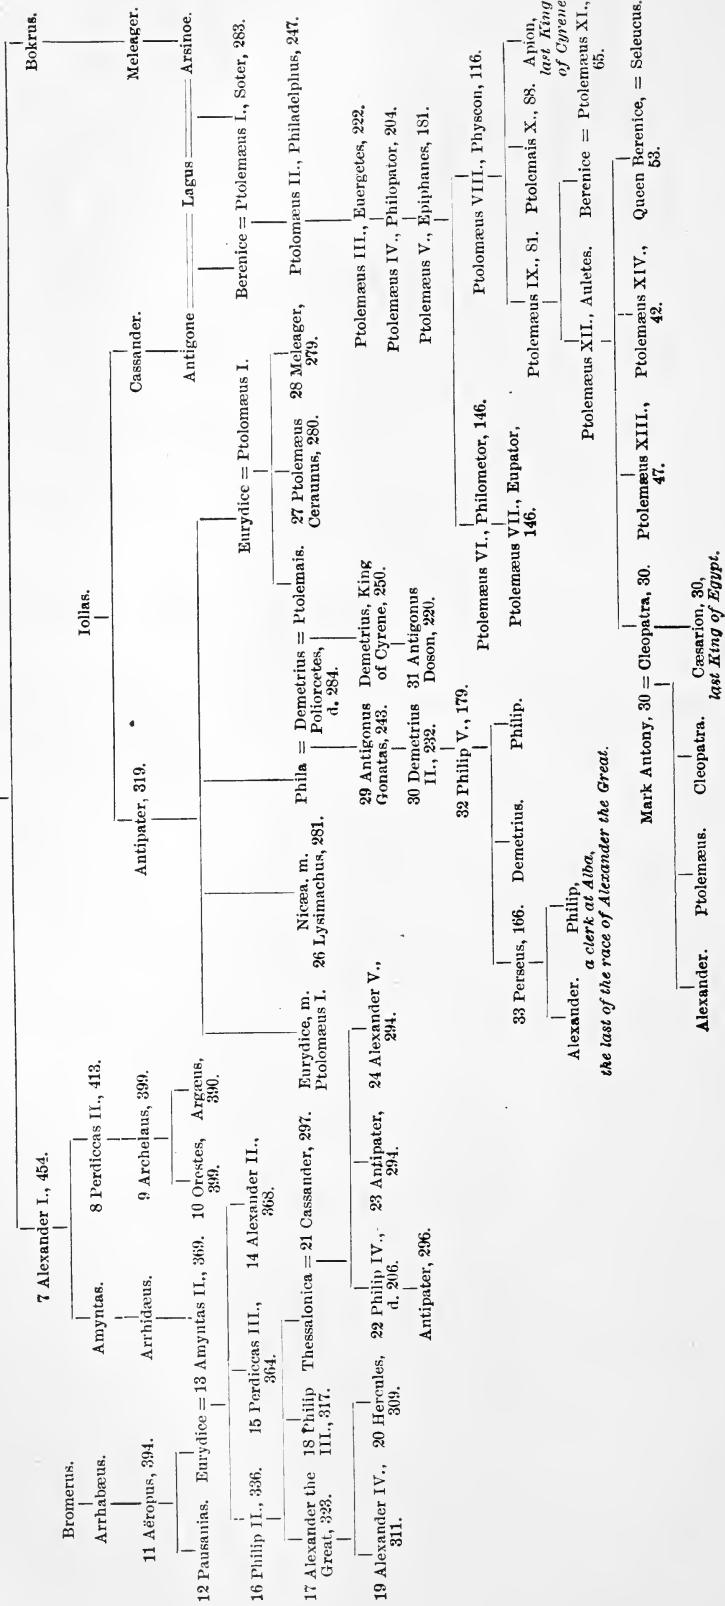 Bokrus.
Meleager.
Arsinoe.
Iollas.
Cassander.
Antigone
Lagus
Antipater, 319.
Berenice = Ptolemæus I., Soter, 283.
Ptolomæus II., Philadelphus, 247.
Ptolemæus III., Euergetes, 222.
Ptolemæus IV., Philopator, 204.
Ptolemæus V., Epiphanes, 181.
Ptolemæus VI., Philometor, 146.
Ptolemæus VII., Eupator,
146.
Ptolomæus VIII., Physcon, 116.
Ptolemæus IX., 81.
Ptolemais X., 88.
Apion,
last King
of Cyrene
Ptolemæus XII., Auletes.
Berenice = Ptolemæus XI.,
65.
Mark Antony, 30 = Cleopatra, 30.
Ptolemæus XIII.,
47.
Ptolemæus XIV.,
42.
Queen Berenice, = Seleucus.
53.
Cæsarion, 30,
last King of Egypt.
Alexander.
Ptolemæus.
Cleopatra.
Eurydice = Ptolomæus I.
Eurydice, m.
Ptolomæus I.
Nicæa, m.
26 Lysimachus, 281.
Phila = Demetrius = Ptolemais.
Poliorcetes,
d. 284.
27 Ptolemæus
Ceraunus, 280.
28 Meleager,
279.
29 Antigonus
Gonatas, 243.
Demetrius, King
of Cyrene, 250.
30 Demetrius
II., 232.
31 Antigonus
Doson, 220.
32 Philip V., 179.
33 Perseus, 166.
Demetrius.
Philip.
Alexander.
Philip,
a clerk at Alba,
the last of the race of Alexander the Great.
7 Alexander I., 454.
Bromerus.
Arrhabæus.
11 Aëropus, 394.
12 Pausanias.
Amyntas.
Arrhidæus.
Eurydice = 13 Amyntas II., 369.
8 Perdiccas II., 413.
9 Archelaus, 399.
10 Orestes,
399.
Argæus,
390.
16 Philip II., 336.
15 Perdiccas III.,
364.
14 Alexander II.,
368.
17 Alexander the
Great, 323.
18 Philip
III., 317.
Thessalonica = 21 Cassander, 297.
19 Alexander IV.,
311.
20 Hercules,
309.
22 Philip IV.,
d. 206.
23 Antipater,
294.
24 Alexander V.,
294.
Antipater, 296.